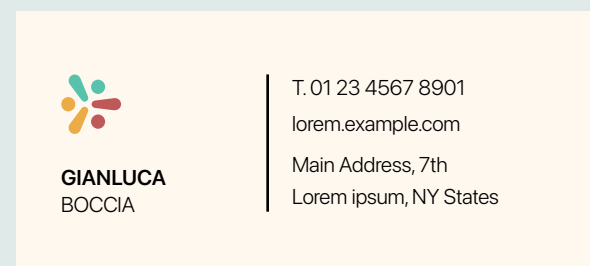 GIANLUCA
BOCCIA
T. 01 23 4567 8901
lorem.example.com
Main Address, 7th
Lorem ipsum, NY States